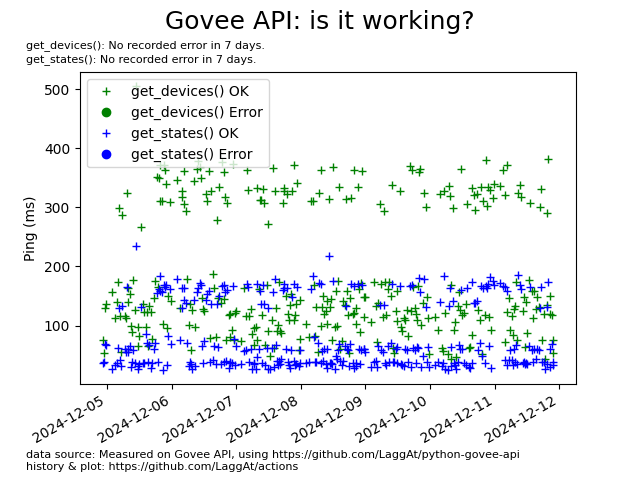 Govee API: is it working?
get_devices(): No recorded error in 7 days.
get_states(): No recorded error in 7 days.
get_devices() OK
get_devices() Error
get_states() OK
get_states() Error
Ping (ms)
500
400
300
200
100
2024-12-05
2024-12-06
2024-12-07
2024-12-08
2024-12-09
2024-12-10
2024-12-11
2024-12-12
data source: Measured on Govee API, using https://github.com/LaggAt/python-govee-api
history & plot: https://github.com/LaggAt/actions